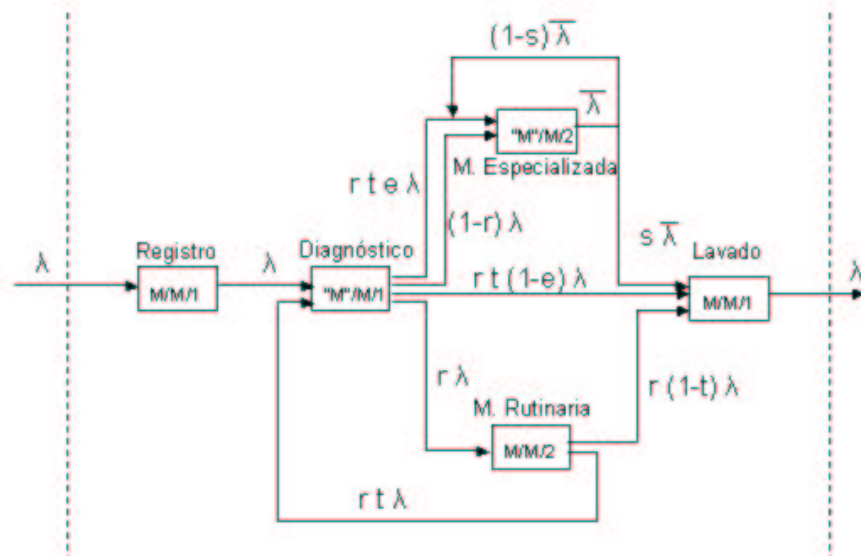 (1-s)λ̅
λ̅
"M"/M/2
M. Especializada
r t e λ
(1-r) λ
s λ̅
Registro
Diagnóstico
Lavado
λ
λ
λ
M/M/1
"M"/M/1
r t (1-e) λ
M/M/1
r λ
r (1-t) λ
M. Rutinaria
M/M/2
r t λ